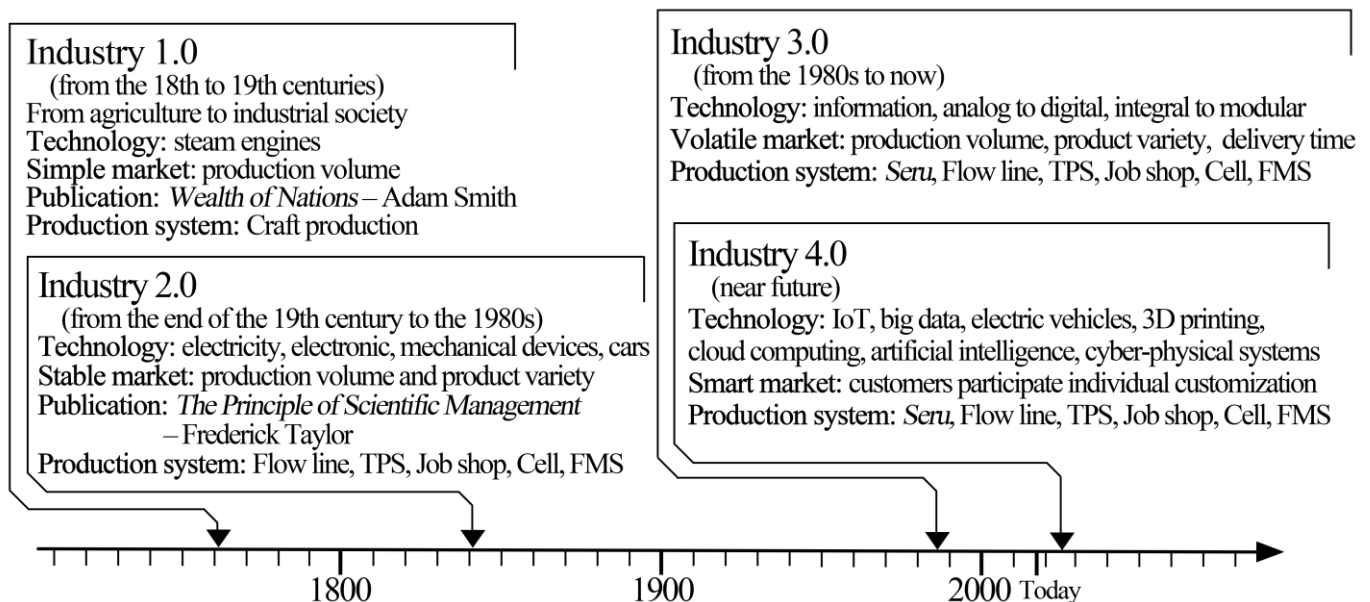 Industry 1.0
(from the 18th to 19th centuries)
From agriculture to industrial society
Technology: steam engines
Simple market: production volume
Publication: Wealth of Nations – Adam Smith
Production system: Craft production
Industry 2.0
(from the end of the 19th century to the 1980s)
Technology: electricity, electronic, mechanical devices, cars
Stable market: production volume and product variety
Publication: The Principle of Scientific Management
– Frederick Taylor
Production system: Flow line, TPS, Job shop, Cell, FMS
Industry 3.0
(from the 1980s to now)
Technology: information, analog to digital, integral to modular
Volatile market: production volume, product variety, delivery time
Production system: Seru, Flow line, TPS, Job shop, Cell, FMS
Industry 4.0
(near future)
Technology: IoT, big data, electric vehicles, 3D printing,
cloud computing, artificial intelligence, cyber-physical systems
Smart market: customers participate individual customization
Production system: Seru, Flow line, TPS, Job shop, Cell, FMS
1800 1900 2000 Today